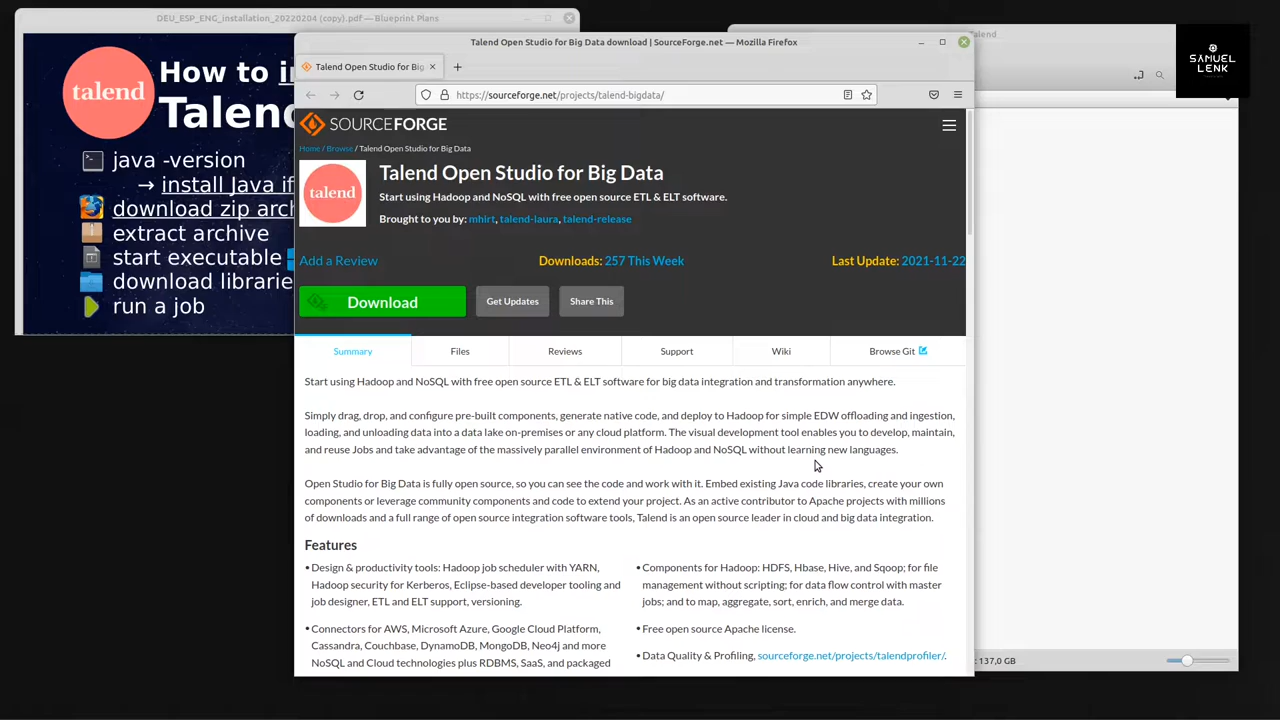 DEU_ESP_ENG_installation_20220204 (copy).pdf — Blueprint Plans
talend
How to
Talend
java -version
→ install Java if
download zip
extract archive
start executable
download libraries
run a job
Talend Open Studio for Big Data download | SourceForge.net — Mozilla Firefox
Talend Open Studio for Big
https://sourceforge.net/projects/talend-bigdata/
SOURCEFORGE
Home / Browse / Talend Open Studio for Big Data
talend
Talend Open Studio for Big Data
Start using Hadoop and NoSQL with free open source ETL & ELT software.
Brought to you by: mhirt, talend-laura, talend-release
Add a Review
Downloads: 257 This Week
Last Update: 2021-11-22
Download
Get Updates
Share This
Summary
Files
Reviews
Support
Wiki
Browse Git
Start using Hadoop and NoSQL with free open source ETL & ELT software for big data integration and transformation anywhere.
Simply drag, drop, and configure pre-built components, generate native code, and deploy to Hadoop for simple EDW offloading and ingestion,
loading, and unloading data into a data lake on-premises or any cloud platform. The visual development tool enables you to develop, maintain,
and reuse Jobs and take advantage of the massively parallel environment of Hadoop and NoSQL without learning new languages.
Open Studio for Big Data is fully open source, so you can see the code and work with it. Embed existing Java code libraries, create your own
components or leverage community components and code to extend your project. As an active contributor to Apache projects with millions
of downloads and a full range of open source integration software tools, Talend is an open source leader in cloud and big data integration.
Features
• Design & productivity tools: Hadoop job scheduler with YARN,
Hadoop security for Kerberos, Eclipse-based developer tooling and
job designer, ETL and ELT support, versioning.
• Connectors for AWS, Microsoft Azure, Google Cloud Platform,
Cassandra, Couchbase, DynamoDB, MongoDB, Neo4j and more
NoSQL and Cloud technologies plus RDBMS, SaaS, and packaged
• Components for Hadoop: HDFS, Hbase, Hive, and Sqoop; for file
management without scripting; for data flow control with master
jobs; and to map, aggregate, sort, enrich, and merge data.
• Free open source Apache license.
• Data Quality & Profiling, sourceforge.net/projects/talendprofiler/.
Talend
SAMUEL
LENK
: 137,0 GB